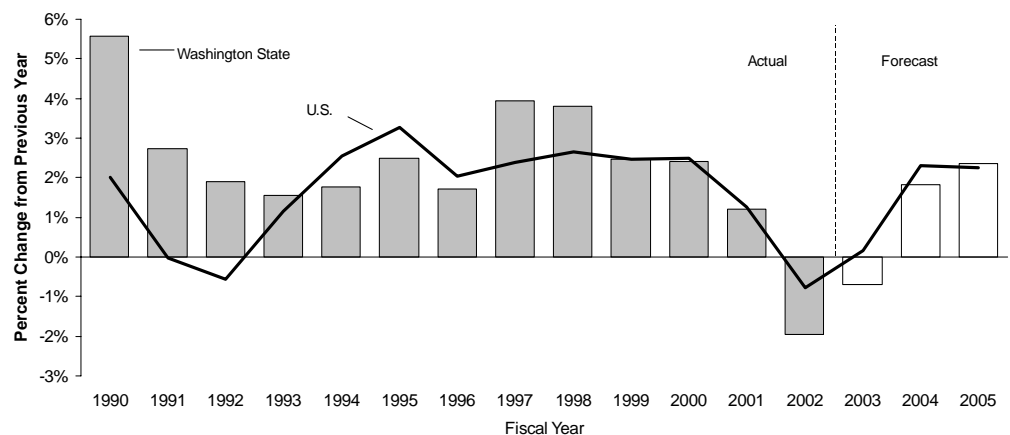 Percent Change from Previous Year
6%
5%
4%
3%
2%
1%
0%
-1%
-2%
-3%
Washington State
U.S.
Actual
Forecast
1990 1991 1992 1993 1994 1995 1996 1997 1998 1999 2000 2001 2002 2003 2004 2005
Fiscal Year